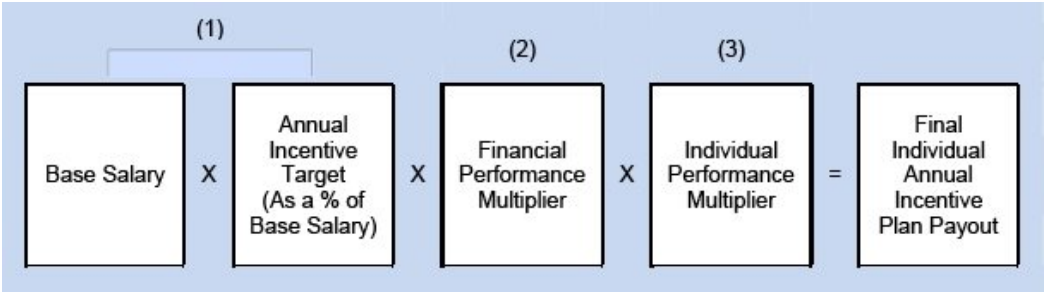 (1)
(2)
(3)
Base Salary
X
Annual
Incentive
Target
(As a % of
Base Salary)
X
Financial
Performance
Multiplier
X
Individual
Performance
Multiplier
=
Final
Individual
Annual
Incentive
Plan Payout